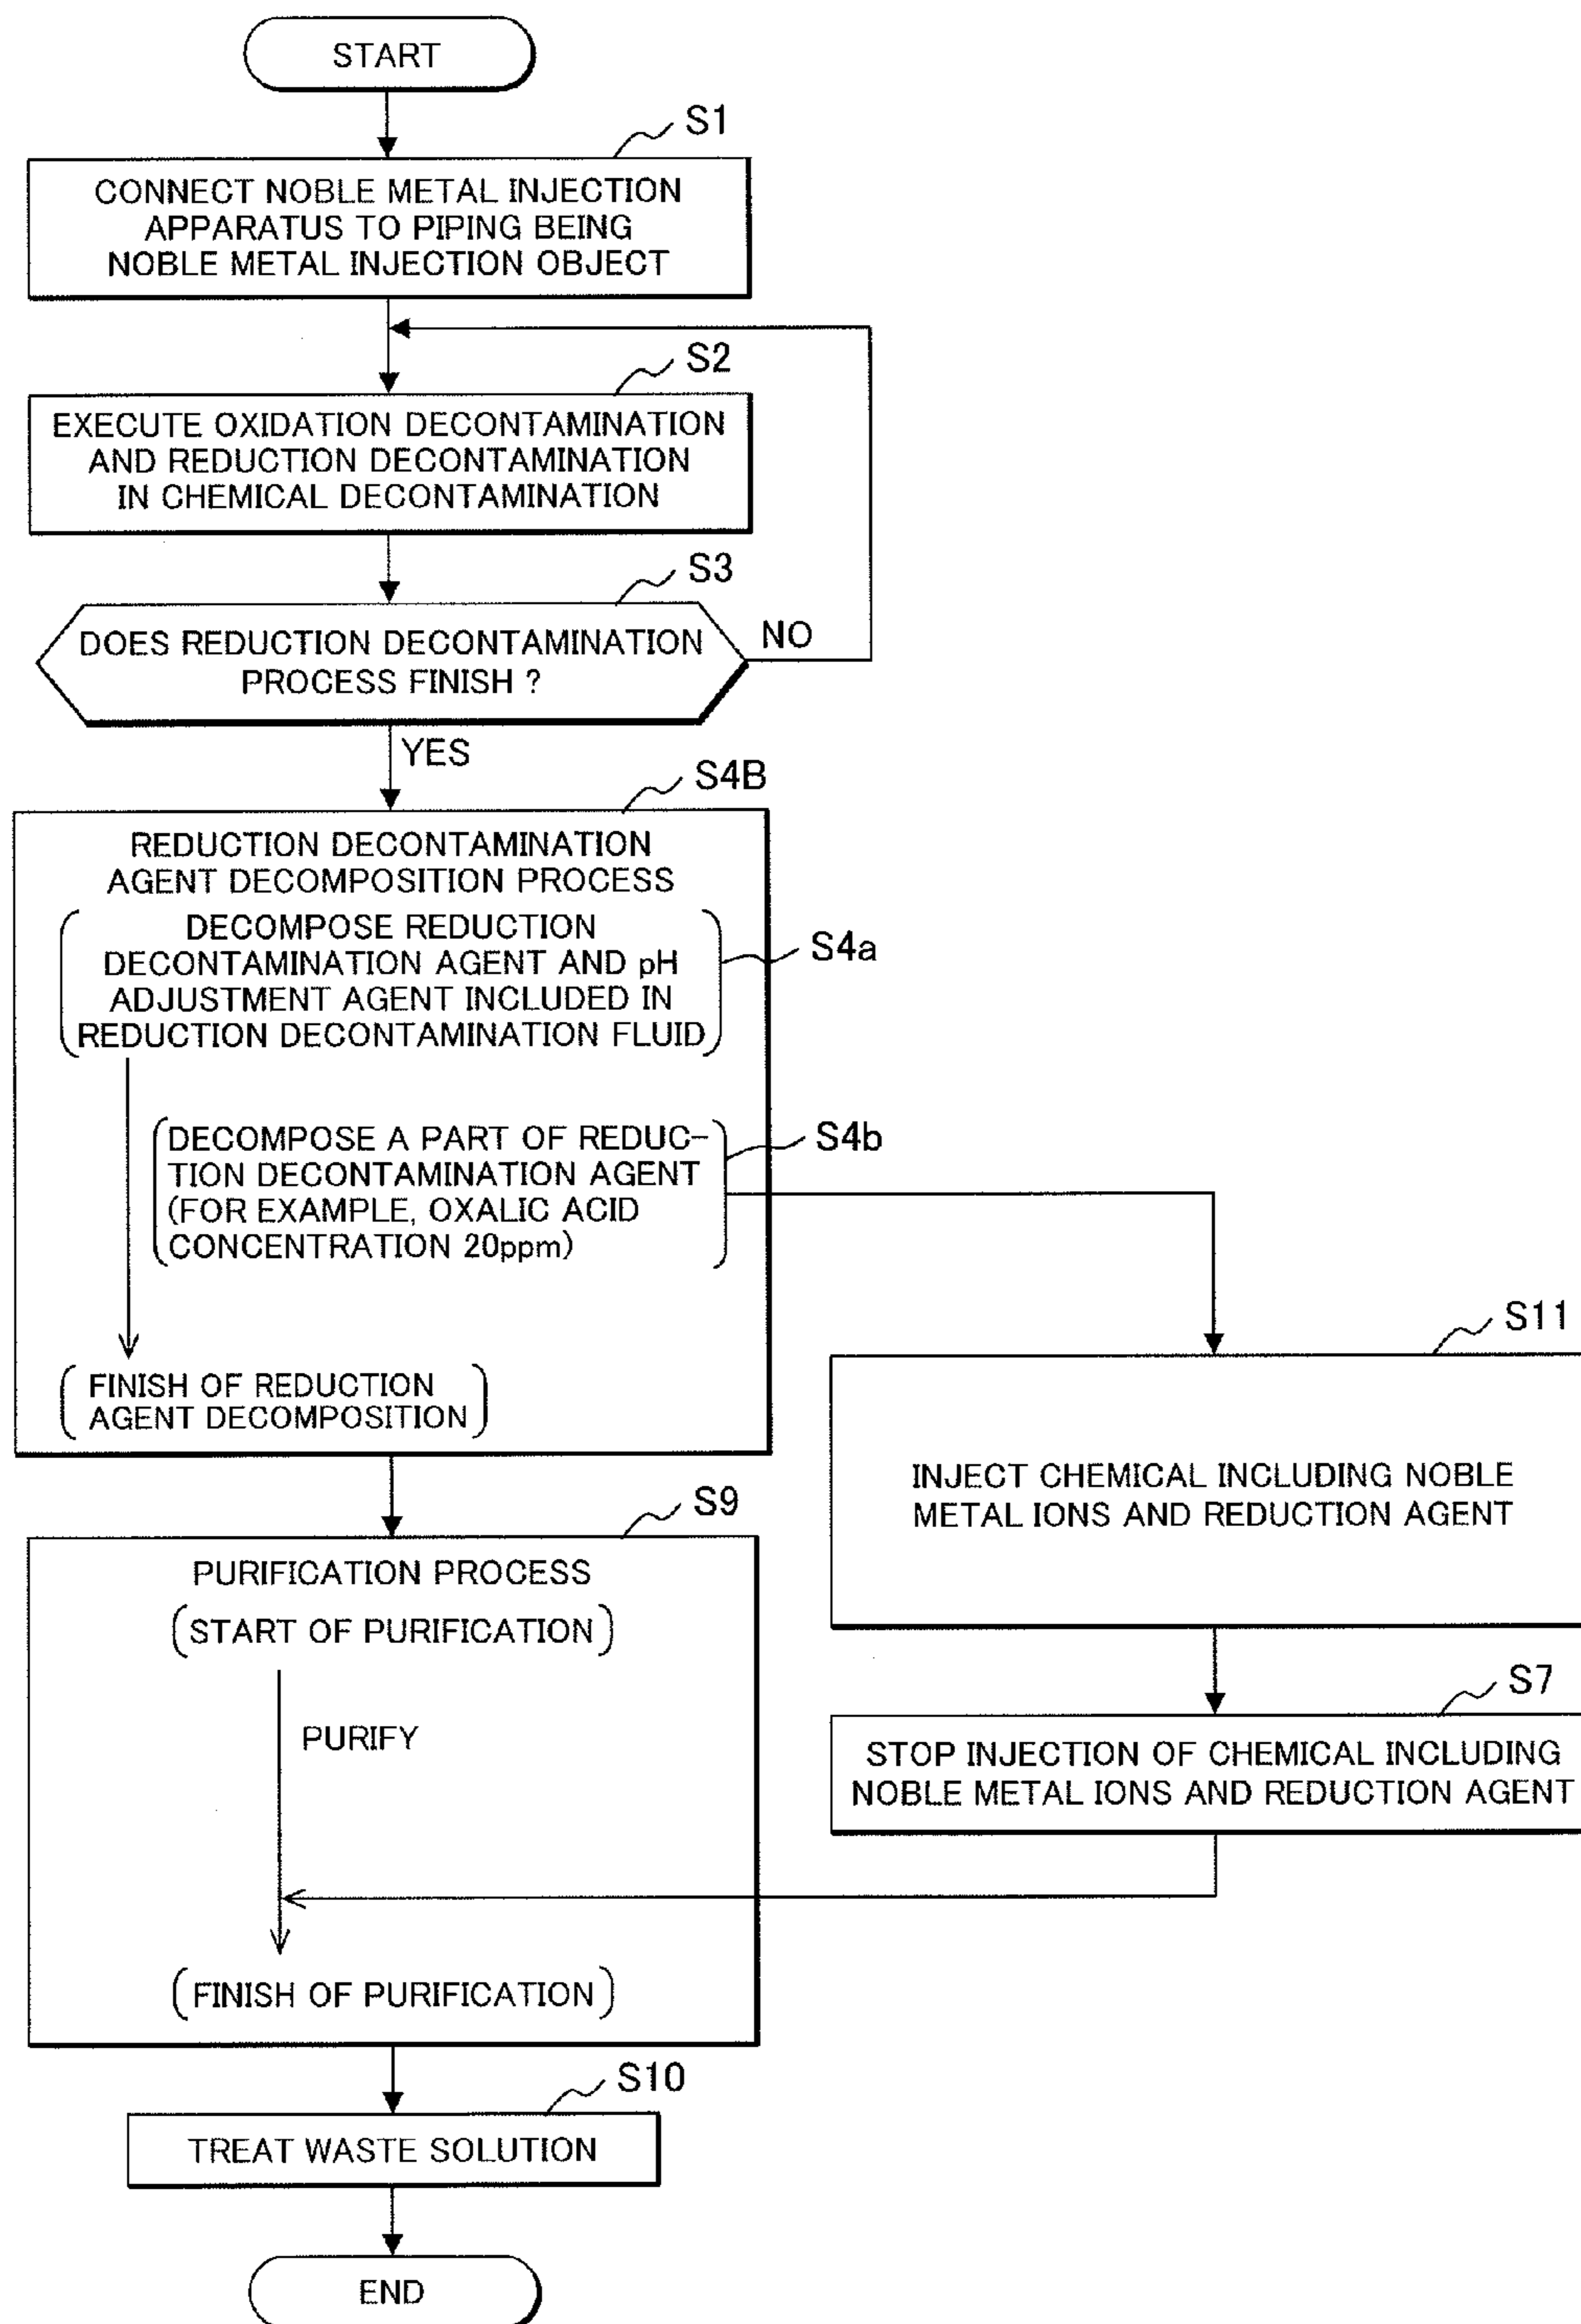 START
S1
CONNECT NOBLE METAL INJECTION
APPARATUS TO PIPING BEING
NOBLE METAL INJECTION OBJECT
S2
EXECUTE OXIDATION DECONTAMINATION
AND REDUCTION DECONTAMINATION
IN CHEMICAL DECONTAMINATION
S3
DOES REDUCTION DECONTAMINATION
PROCESS FINISH ?
NO
YES
S4B
REDUCTION DECONTAMINATION
AGENT DECOMPOSITION PROCESS
DECOMPOSE REDUCTION
DECONTAMINATION AGENT AND pH
ADJUSTMENT AGENT INCLUDED IN
REDUCTION DECONTAMINATION FLUID
S4a
DECOMPOSE A PART OF REDUC-
TION DECONTAMINATION AGENT
(FOR EXAMPLE, OXALIC ACID
CONCENTRATION 20ppm)
S4b
FINISH OF REDUCTION
AGENT DECOMPOSITION
S11
INJECT CHEMICAL INCLUDING NOBLE
METAL IONS AND REDUCTION AGENT
S7
STOP INJECTION OF CHEMICAL INCLUDING
NOBLE METAL IONS AND REDUCTION AGENT
S9
PURIFICATION PROCESS
(START OF PURIFICATION)
PURIFY
(FINISH OF PURIFICATION)
S10
TREAT WASTE SOLUTION
END